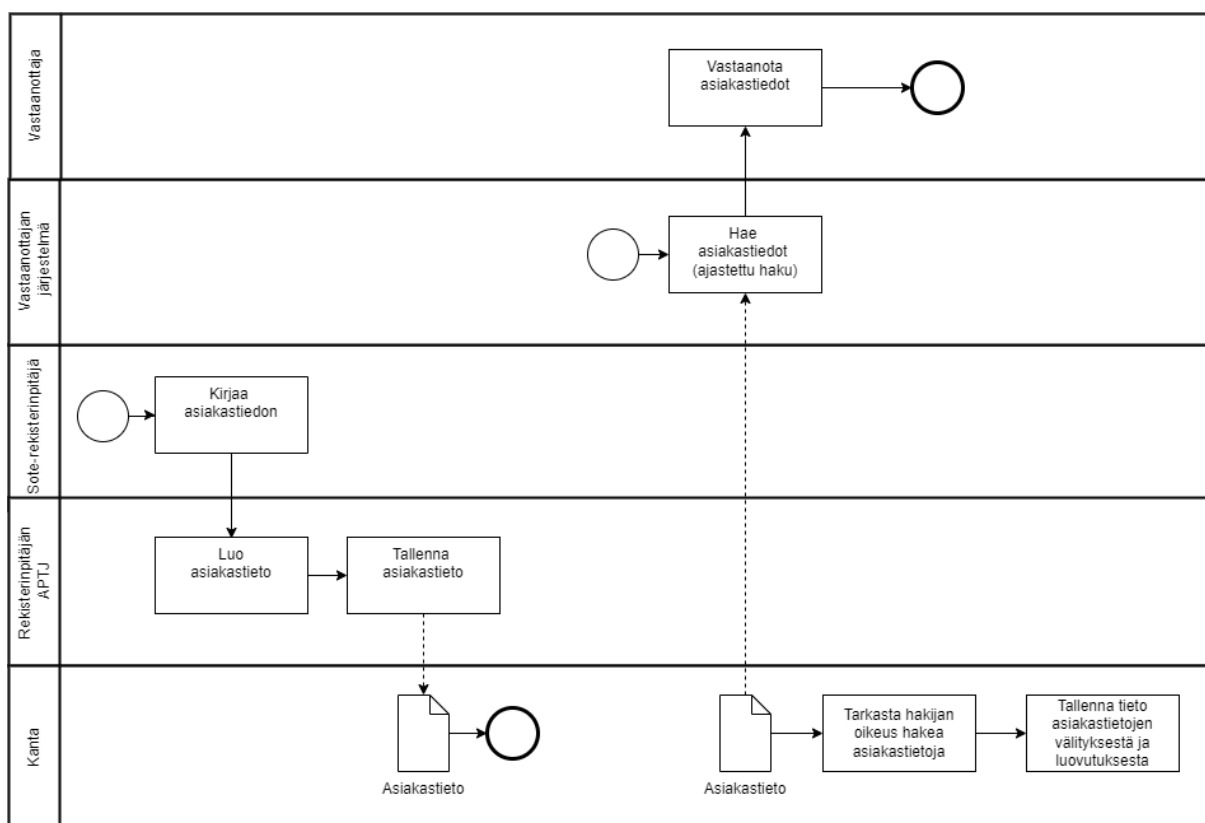 Vastaanottaja
Vastaanota
asiakastiedot
Vastaanottajan
järjestelmä
Hae
asiakastiedot
(ajastettu haku)
Sote-rekisterinpitäjä
Kirjaa
asiakastiedon
Rekisterinpitäjän
APTJ
Luo
asiakastieto
Tallenna
asiakastieto
Kanta
Asiakastieto
Asiakastieto
Tarkasta hakijan
oikeus hakea
asiakastietoja
Tallenna tieto
asiakastietojen
välityksestä ja
luovutuksesta